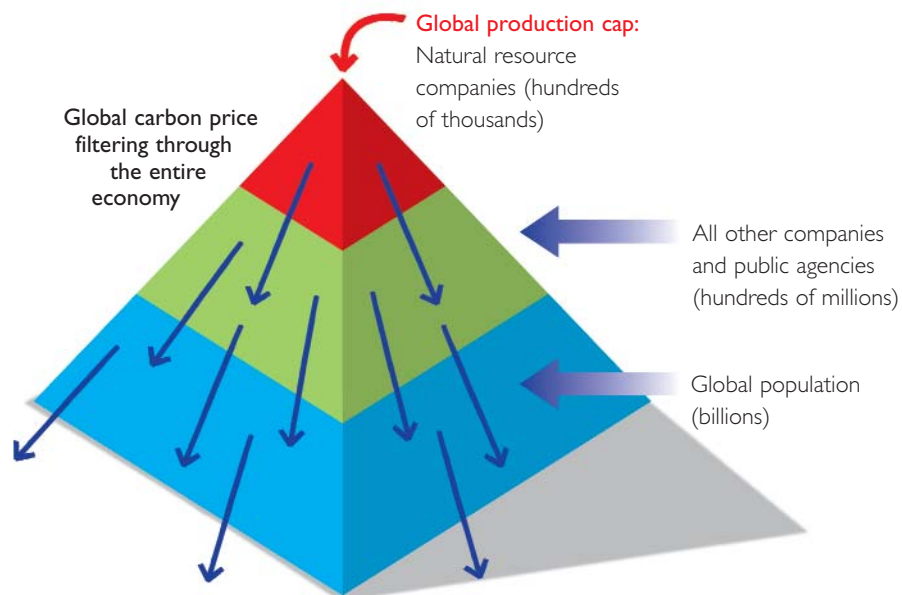 Global production cap:
Natural resource
companies (hundreds
of thousands)
Global carbon price
filtering through
the entire
economy
All other companies
and public agencies
(hundreds of millions)
Global population
(billions)